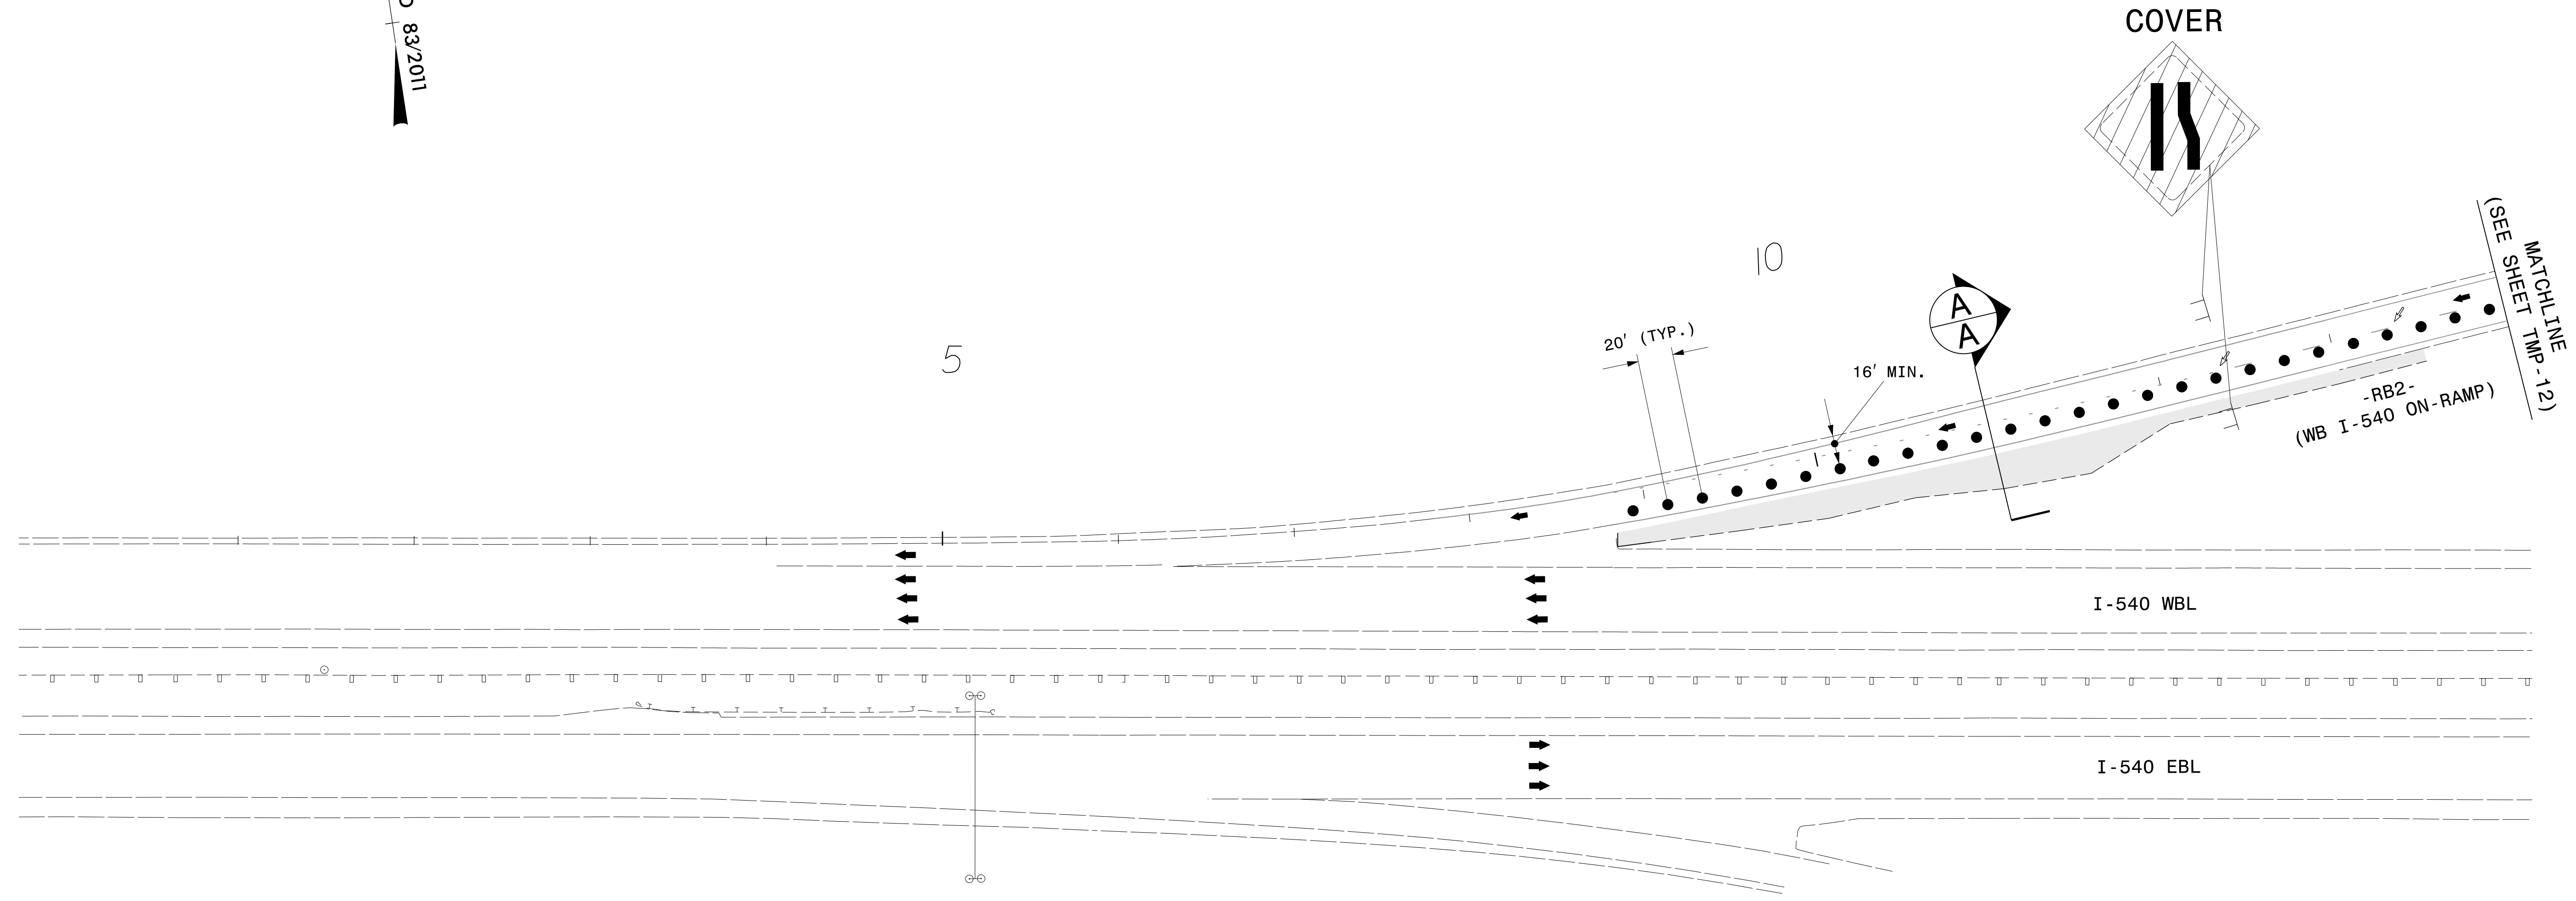 COVER
83/2011
10
5
A
A
20' (TYP.)
16' MIN.
MATCHLINE
(SEE SHEET TMP-12)
-RB2-
(WB I-540 ON-RAMP)
I-540 WBL
I-540 EBL